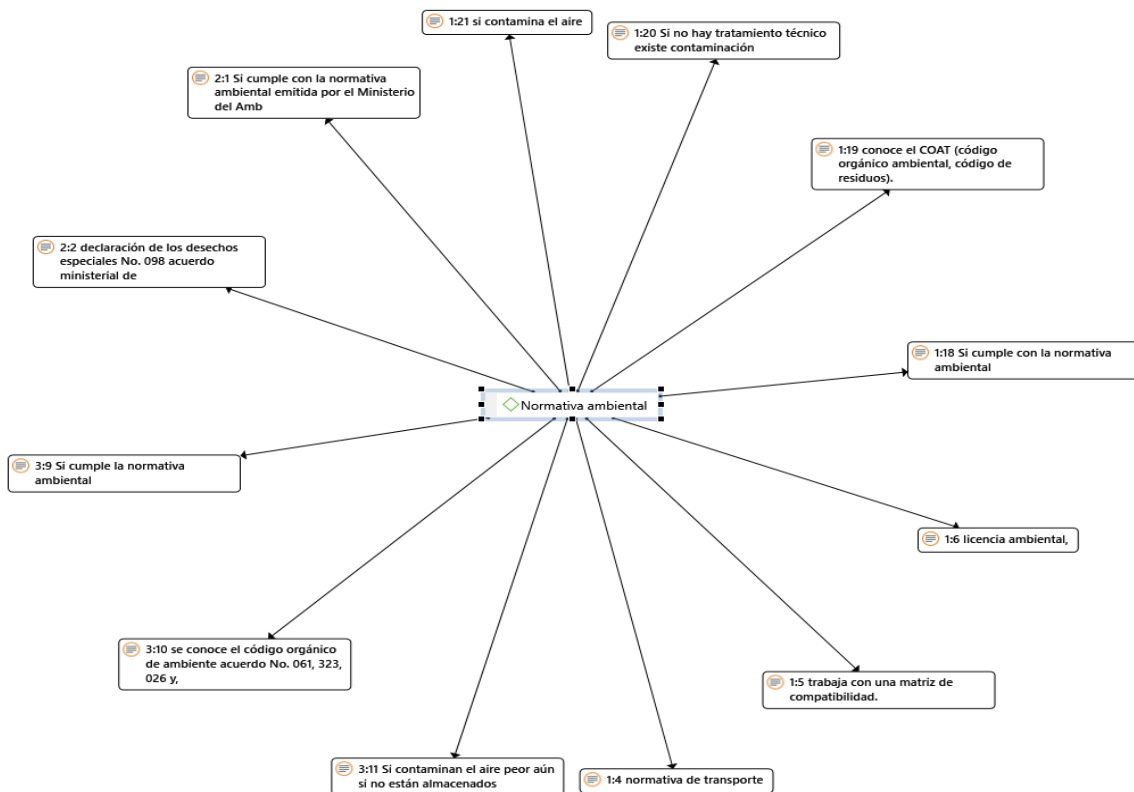 1:21 si contamina el aire
1:20 Si no hay tratamiento técnico
existe contaminación
2:1 Si cumple con la normativa
ambiental emitida por el Ministerio
del Amb
1:19 conoce el COAT (código
orgánico ambiental, código de
residuos).
2:2 declaración de los desechos
especiales No. 098 acuerdo
ministerial de
1:18 Si cumple con la normativa
ambiental
Normativa ambiental
3:9 Si cumple la normativa
ambiental
1:6 licencia ambiental,
3:10 se conoce el código orgánico
de ambiente acuerdo No. 061, 323,
026 y,
1:5 trabaja con una matriz de
compatibilidad.
3:11 Si contaminan el aire peor aún
si no están almacenados
1:4 normativa de transporte